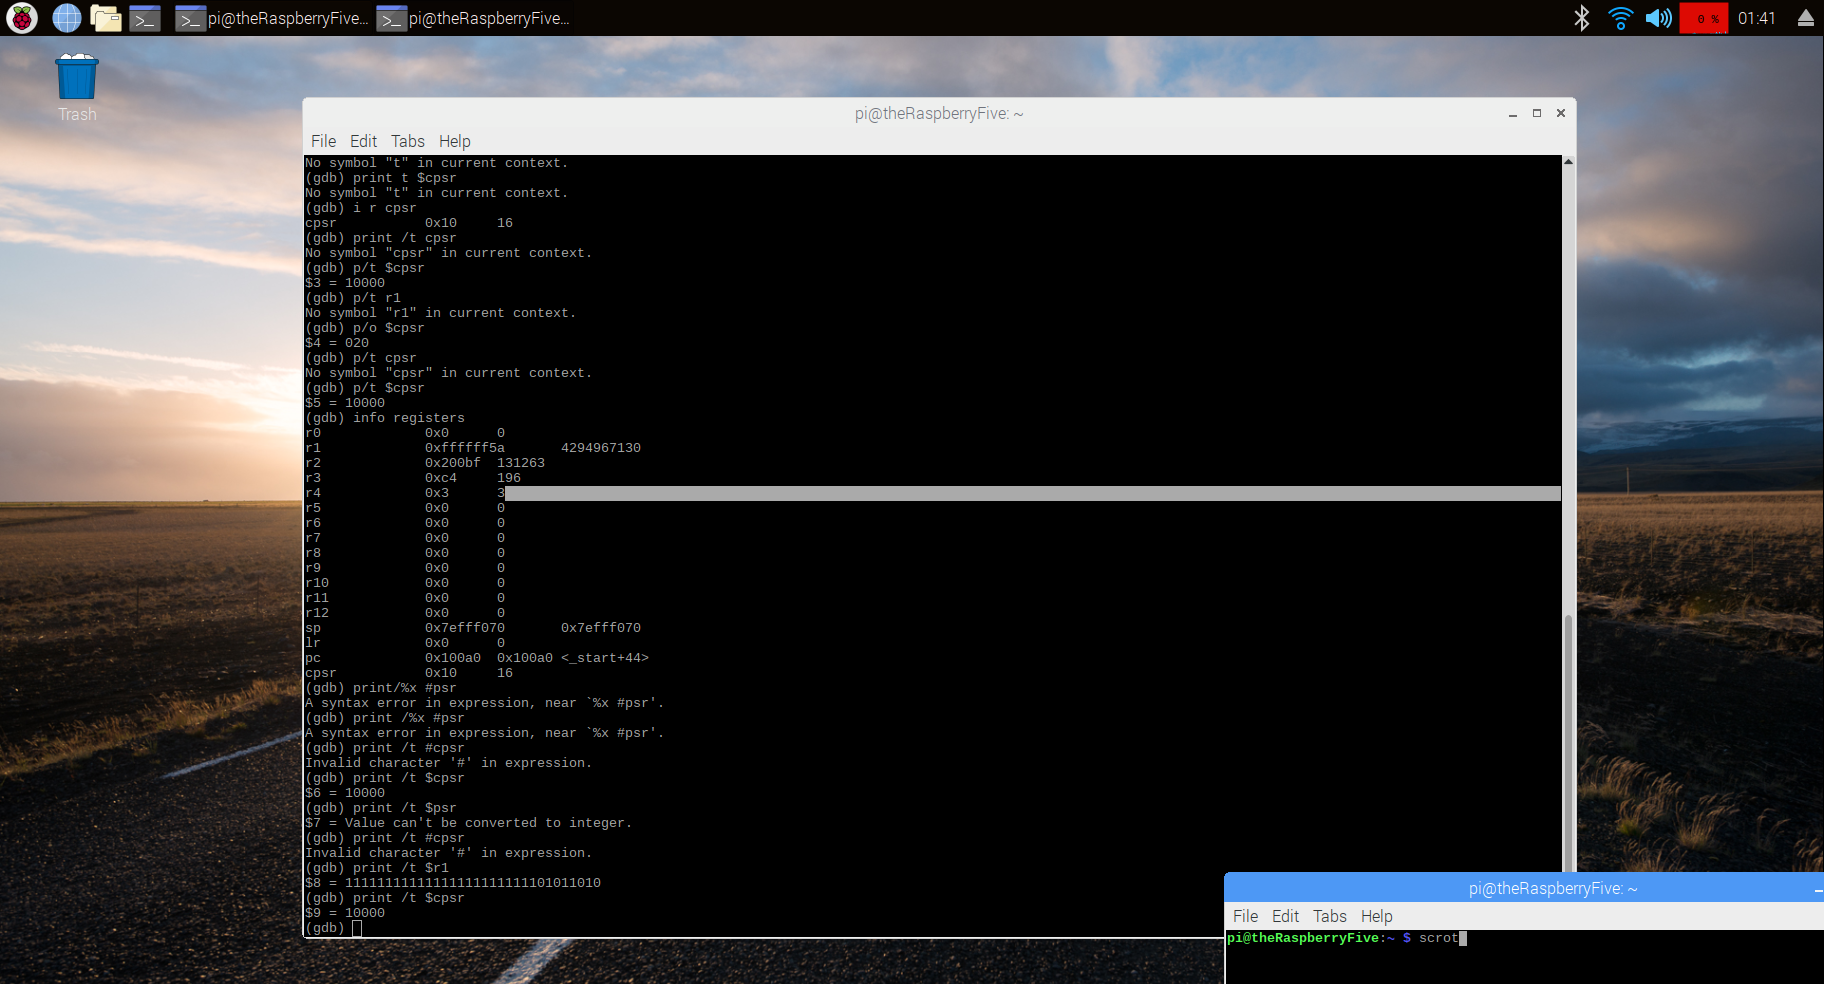 pi@theRaspberryFive... pi@theRaspberryFive... 0 % 01:41
Trash
pi@theRaspberryFive: ~
File Edit Tabs Help
No symbol "t" in current context.
(gdb) print t $cpsr
No symbol "t" in current context.
(gdb) i r cpsr
cpsr 0x10 16
(gdb) print /t cpsr
No symbol "cpsr" in current context.
(gdb) p/t $cpsr
$3 = 10000
(gdb) p/t r1
No symbol "r1" in current context.
(gdb) p/o $cpsr
$4 = 020
(gdb) p/t cpsr
No symbol "cpsr" in current context.
(gdb) p/t $cpsr
$5 = 10000
(gdb) info registers
r0 0x0 0
r1 0xffffff5a 4294967130
r2 0x200bf 131263
r3 0xc4 196
r4 0x3 3
r5 0x0 0
r6 0x0 0
r7 0x0 0
r8 0x0 0
r9 0x0 0
r10 0x0 0
r11 0x0 0
r12 0x0 0
sp 0x7efff070 0x7efff070
lr 0x0 0
pc 0x100a0 0x100a0 <_start+44>
cpsr 0x10 16
(gdb) print/%x #psr
A syntax error in expression, near `%x #psr'.
(gdb) print /%x #psr
A syntax error in expression, near `%x #psr'.
(gdb) print /t #cpsr
Invalid character '#' in expression.
(gdb) print /t $cpsr
$6 = 10000
(gdb) print /t $psr
$7 = Value can't be converted to integer.
(gdb) print /t #cpsr
Invalid character '#' in expression.
(gdb) print /t $r1
$8 = 11111111111111111111111101011010
(gdb) print /t $cpsr
$9 = 10000
(gdb)
pi@theRaspberryFive: ~
File Edit Tabs Help
pi@theRaspberryFive:~ $ scrot